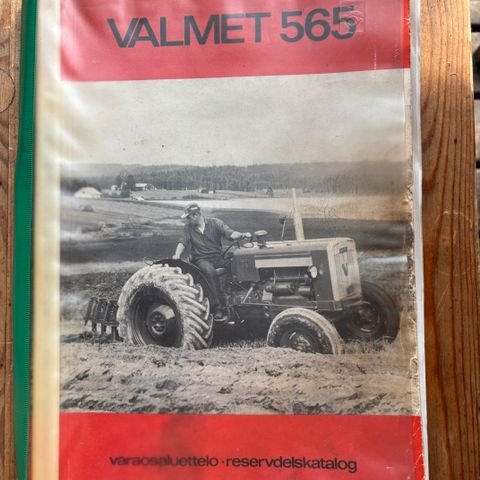 VALMET 565
varaosaluettelo · reservdelskatalog